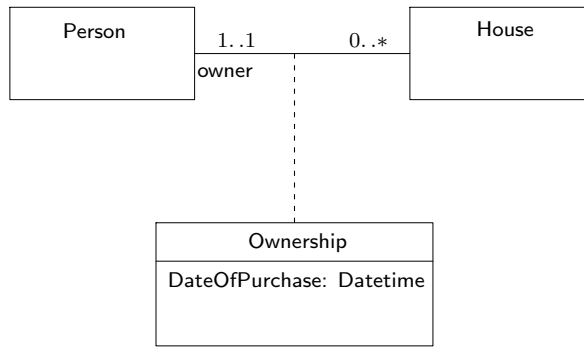 Person
1..1
0..*
House
owner
Ownership
DateOfPurchase: Datetime